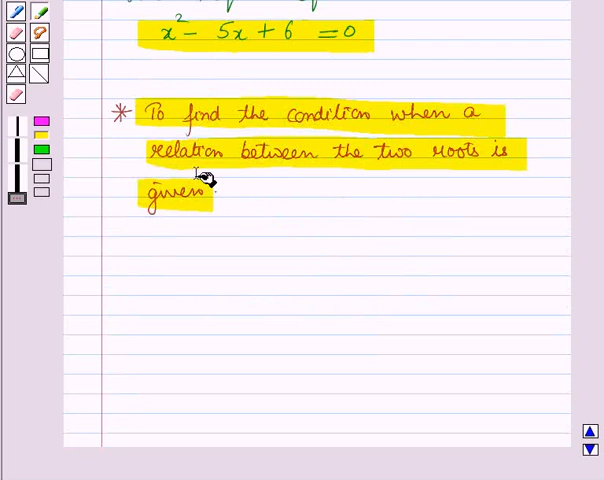 x² - 5x + 6 = 0
* To find the condition when a
relation between the two roots is
given